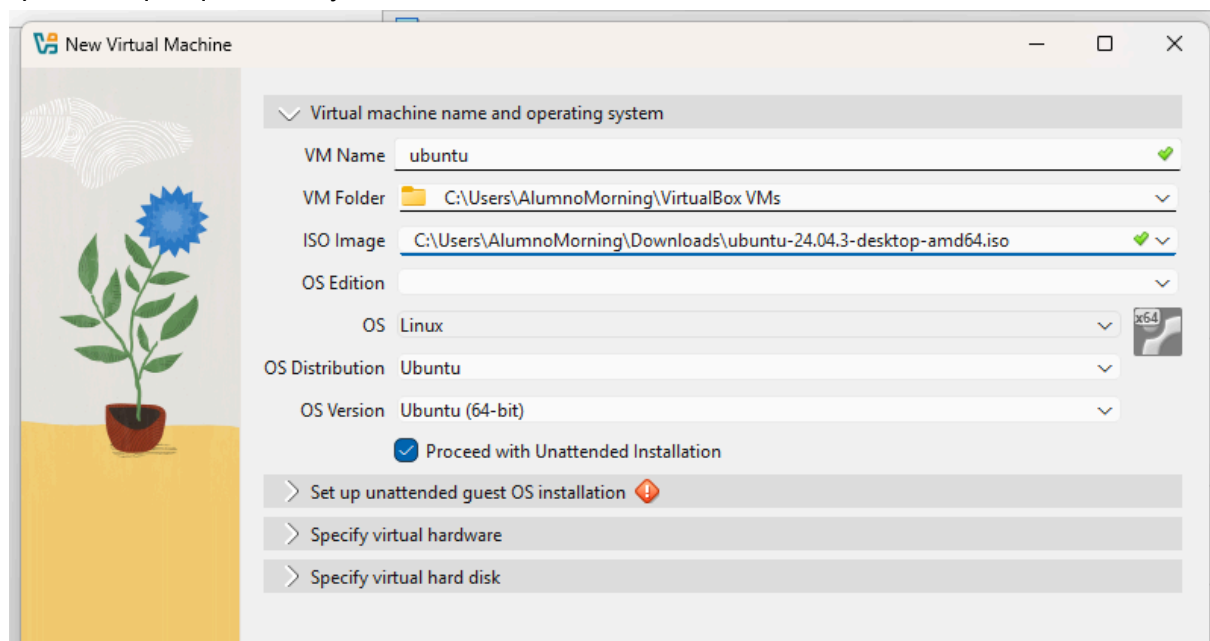 New Virtual Machine
Virtual machine name and operating system
VM Name ubuntu
VM Folder C:\Users\AlumnoMorning\VirtualBox VMs
ISO Image C:\Users\AlumnoMorning\Downloads\ubuntu-24.04.3-desktop-amd64.iso
OS Edition
OS Linux x64
OS Distribution Ubuntu
OS Version Ubuntu (64-bit)
Proceed with Unattended Installation
Set up unattended guest OS installation
Specify virtual hardware
Specify virtual hard disk